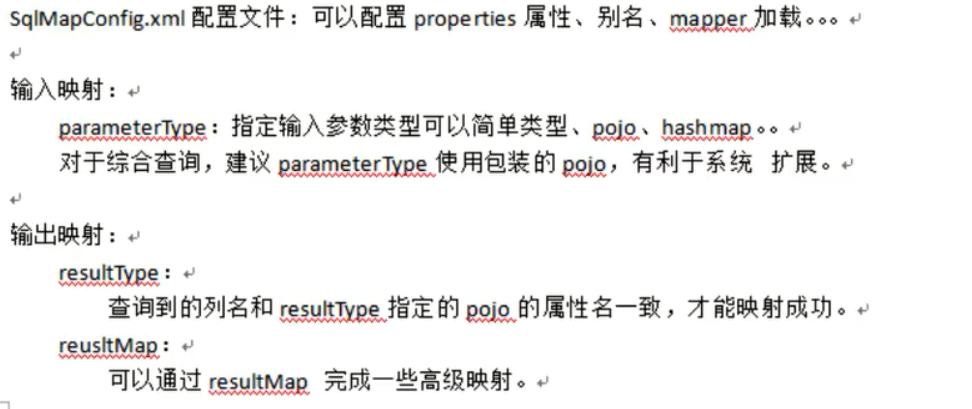 SqlMapConfig.xml 配置文件：可以配置 properties 属性、别名、mapper 加载。。。
输入映射：
parameterType：指定输入参数类型可以简单类型、pojo、hashmap。。
对于综合查询，建议 parameterType 使用包装的 pojo，有利于系统 扩展。
输出映射：
resultType：
查询到的列名和 resultType 指定的 pojo 的属性名一致，才能映射成功。
reusltMap：
可以通过 resultMap 完成一些高级映射。